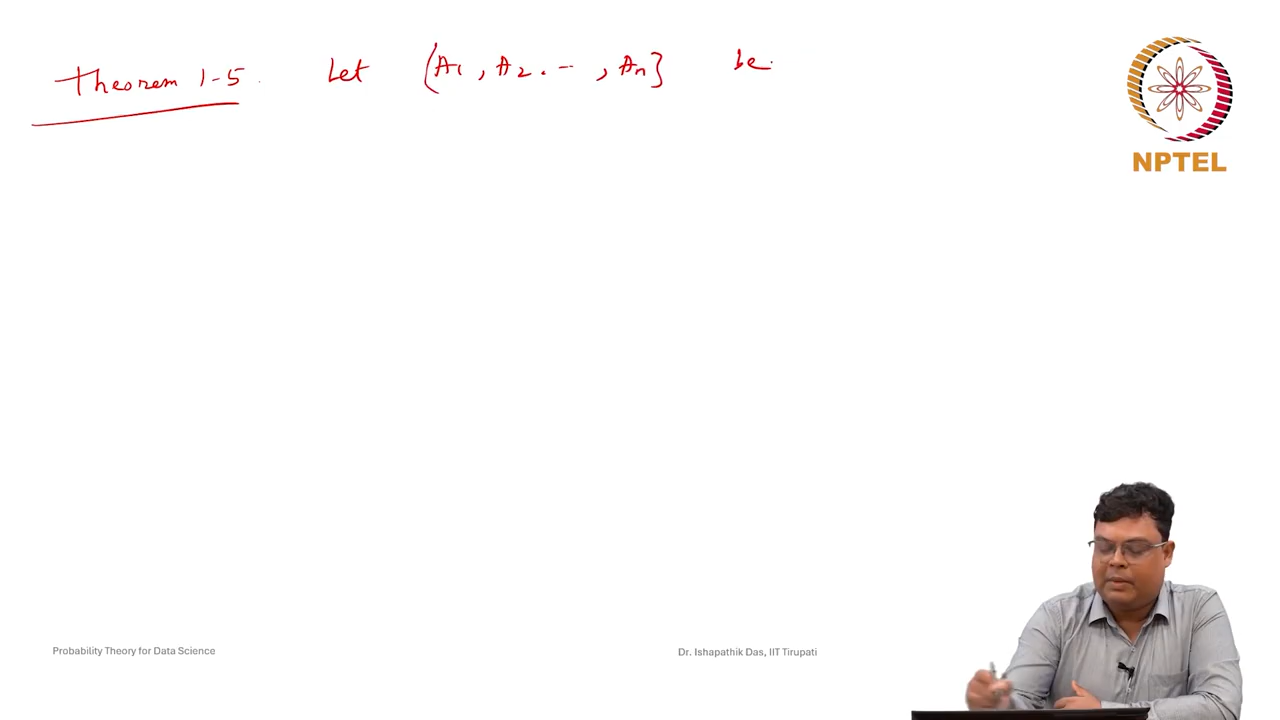 Theorem 1-5. Let {A1, A2. .., An} be
NPTEL
Probability Theory for Data Science
Dr. Ishapathik Das, IIT Tirupati